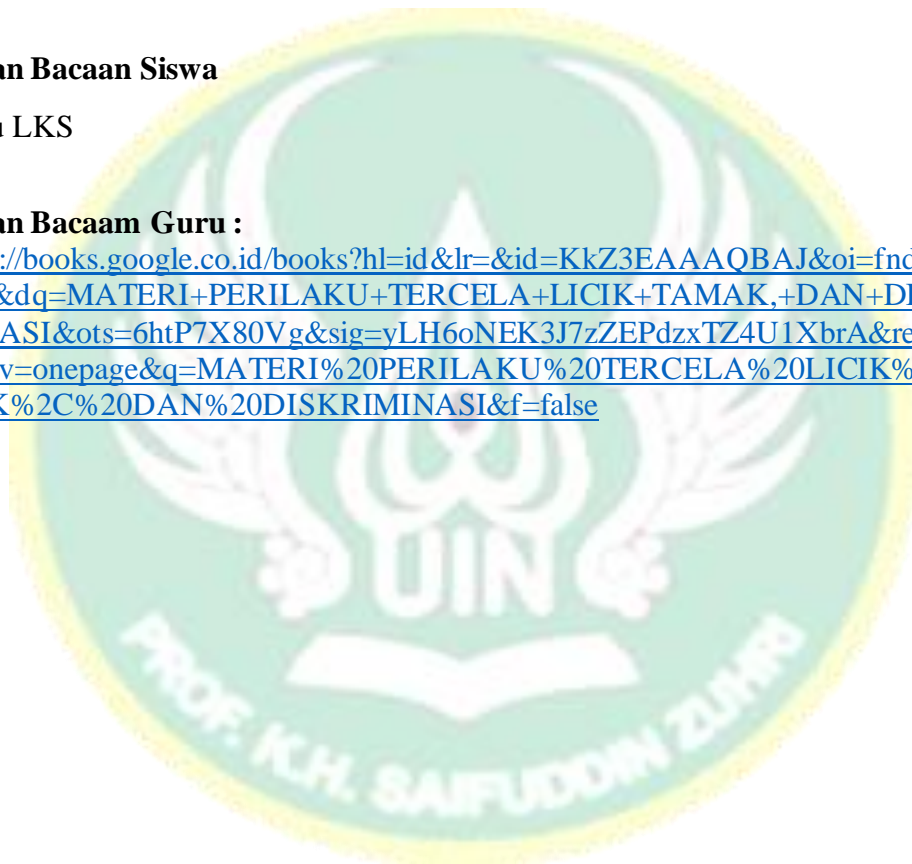 an Bacaan Siswa
u LKS
an Bacaam Guru :
://books.google.co.id/books?hl=id&lr=&id=KkZ3EAAAQBAJ&oi=fnd
&dq=MATERI+PERILAKU+TERCELA+LICIK+TAMAK,+DAN+DI
ASI&ots=6htP7X80Vg&sig=yLH6oNEK3J7zZEPdzxTZ4U1XbrA&re
v=onepage&q=MATERI%20PERILAKU%20TERCELA%20LICIK%
K%2C%20DAN%20DISKRIMINASI&f=false
UIN
PROF. K.H. SAIFUDDIN ZUHRI